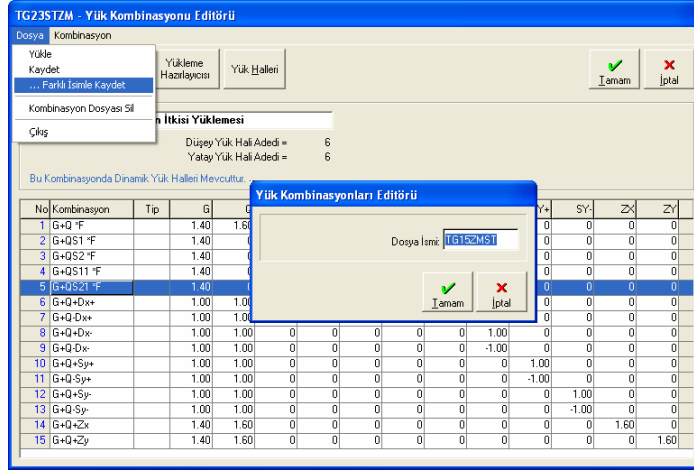 TG23STZM - Yük Kombinasyonu Editörü
Dosya Kombinasyon
Yükle
Kaydet
... Farklı İsimle Kaydet
Kombinasyon Dosyası Sil
Çıkış
Yükleme Hazırlayıcısı
Yük Halleri
Tamam
İptal
n İtkisi Yüklemesi
Düşey Yük Hali Adedi = 6
Yatay Yük Hali Adedi = 6
Bu Kombinasyonda Dinamik Yük Halleri Mevcuttur.
Yük Kombinasyonları Editörü
Dosya İsmi: TG15ZMST
Tamam İptal
No Kombinasyon Tip G Y+ SY- ZX ZY
1 G+Q *F 1.40 1.60 0 0 0 0
2 G+QS1 *F 1.40 0 0 0 0
3 G+QS2 *F 1.40 0 0 0 0
4 G+QS11 *F 1.40 0 0 0 0
5 G+QS21 *F 1.40 0 0 0 0
6 G+Q+Dx+ 1.00 1.00 0 0 0 0
7 G+Q-Dx+ 1.00 1.00 0 0 0 0
8 G+Q+Dx- 1.00 1.00 0 0 0 0 0 1.00 0 0 0 0
9 G+Q-Dx- 1.00 1.00 0 0 0 0 0 -1.00 0 0 0 0
10 G+Q+Sy+ 1.00 1.00 0 0 0 0 0 0 1.00 0 0 0
11 G+Q-Sy+ 1.00 1.00 0 0 0 0 0 0 -1.00 0 0 0
12 G+Q+Sy- 1.00 1.00 0 0 0 0 0 0 0 1.00 0 0
13 G+Q-Sy- 1.00 1.00 0 0 0 0 0 0 0 -1.00 0 0
14 G+Q+Zx 1.40 1.60 0 0 0 0 0 0 0 0 1.60 0
15 G+Q+Zy 1.40 1.60 0 0 0 0 0 0 0 0 0 1.60